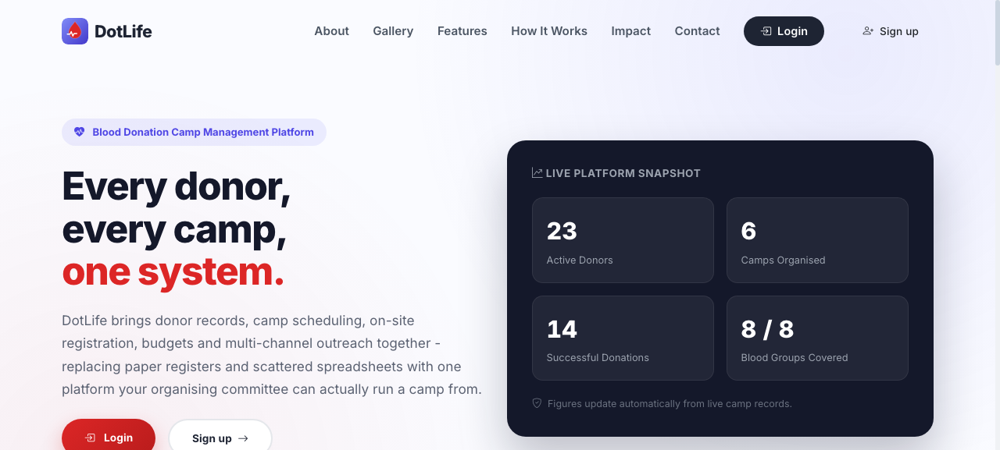 DotLife
About Gallery Features How It Works Impact Contact Login Sign up
Blood Donation Camp Management Platform
Every donor,
every camp,
one system.
DotLife brings donor records, camp scheduling, on-site
registration, budgets and multi-channel outreach together -
replacing paper registers and scattered spreadsheets with one
platform your organising committee can actually run a camp from.
Login
Sign up
LIVE PLATFORM SNAPSHOT
23
Active Donors
6
Camps Organised
14
Successful Donations
8 / 8
Blood Groups Covered
Figures update automatically from live camp records.